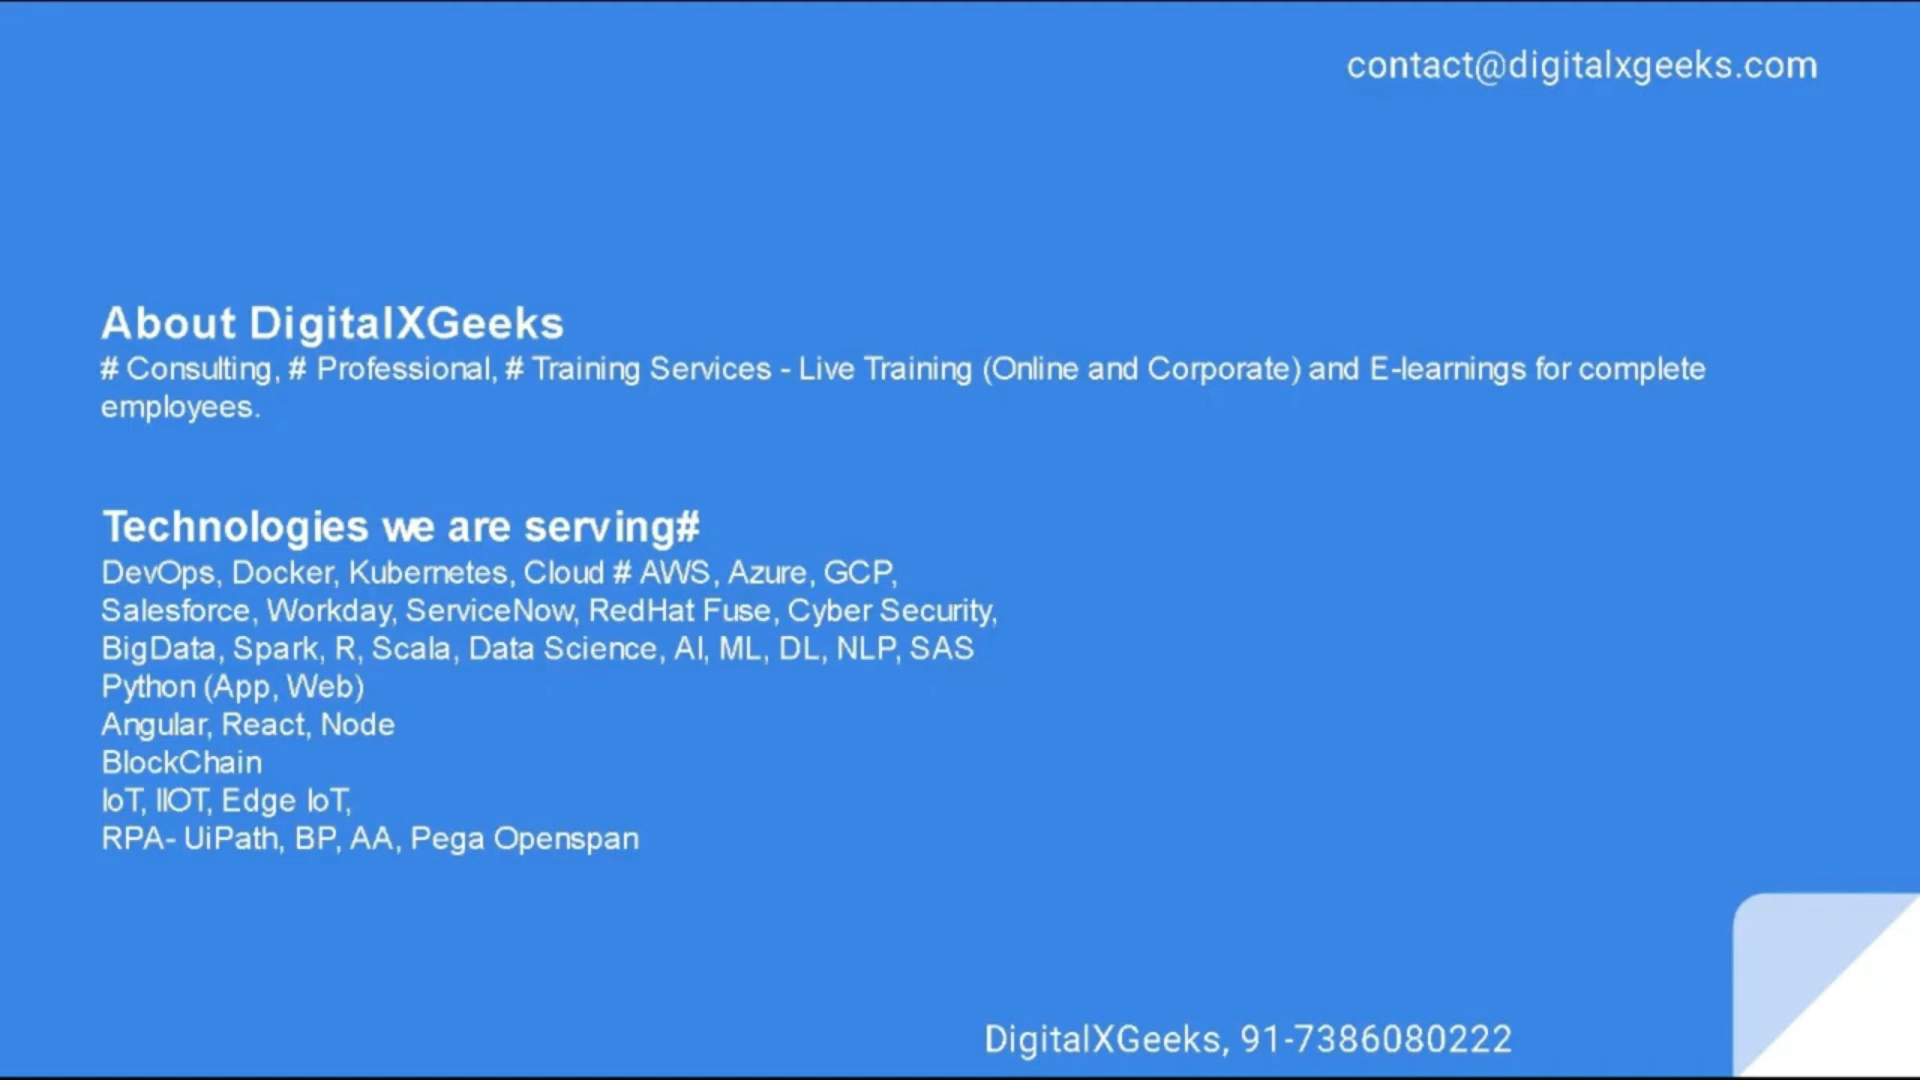 contact@digitalxgeeks.com
About DigitalXGeeks
# Consulting, # Professional, # Training Services - Live Training (Online and Corporate) and E-learnings for complete
employees.
Technologies we are serving#
DevOps, Docker, Kubernetes, Cloud # AWS, Azure, GCP,
Salesforce, Workday, ServiceNow, RedHat Fuse, Cyber Security,
BigData, Spark, R, Scala, Data Science, AI, ML, DL, NLP, SAS
Python (App, Web)
Angular, React, Node
BlockChain
IoT, IIOT, Edge IoT,
RPA- UiPath, BP, AA, Pega Openspan
DigitalXGeeks, 91-7386080222